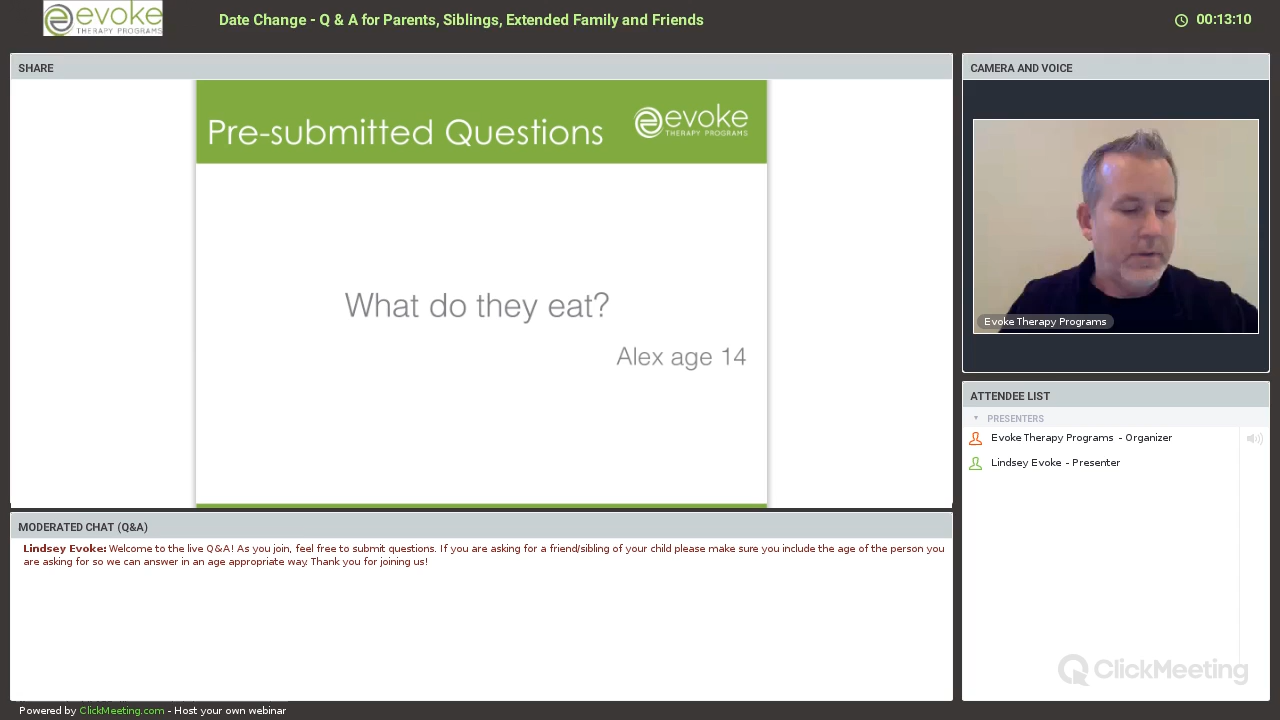 evoke
THERAPY PROGRAMS
Date Change - Q & A for Parents, Siblings, Extended Family and Friends
00:13:10
SHARE
Pre-submitted Questions
evoke
THERAPY PROGRAMS
What do they eat?
Alex age 14
CAMERA AND VOICE
Evoke Therapy Programs
ATTENDEE LIST
PRESENTERS
Evoke Therapy Programs - Organizer
Lindsey Evoke - Presenter
ClickMeeting
MODERATED CHAT (Q&A)
Lindsey Evoke: Welcome to the live Q&A! As you join, feel free to submit questions. If you are asking for a friend/sibling of your child please make sure you include the age of the person you
are asking for so we can answer in an age appropriate way. Thank you for joining us!
Powered by ClickMeeting.com - Host your own webinar